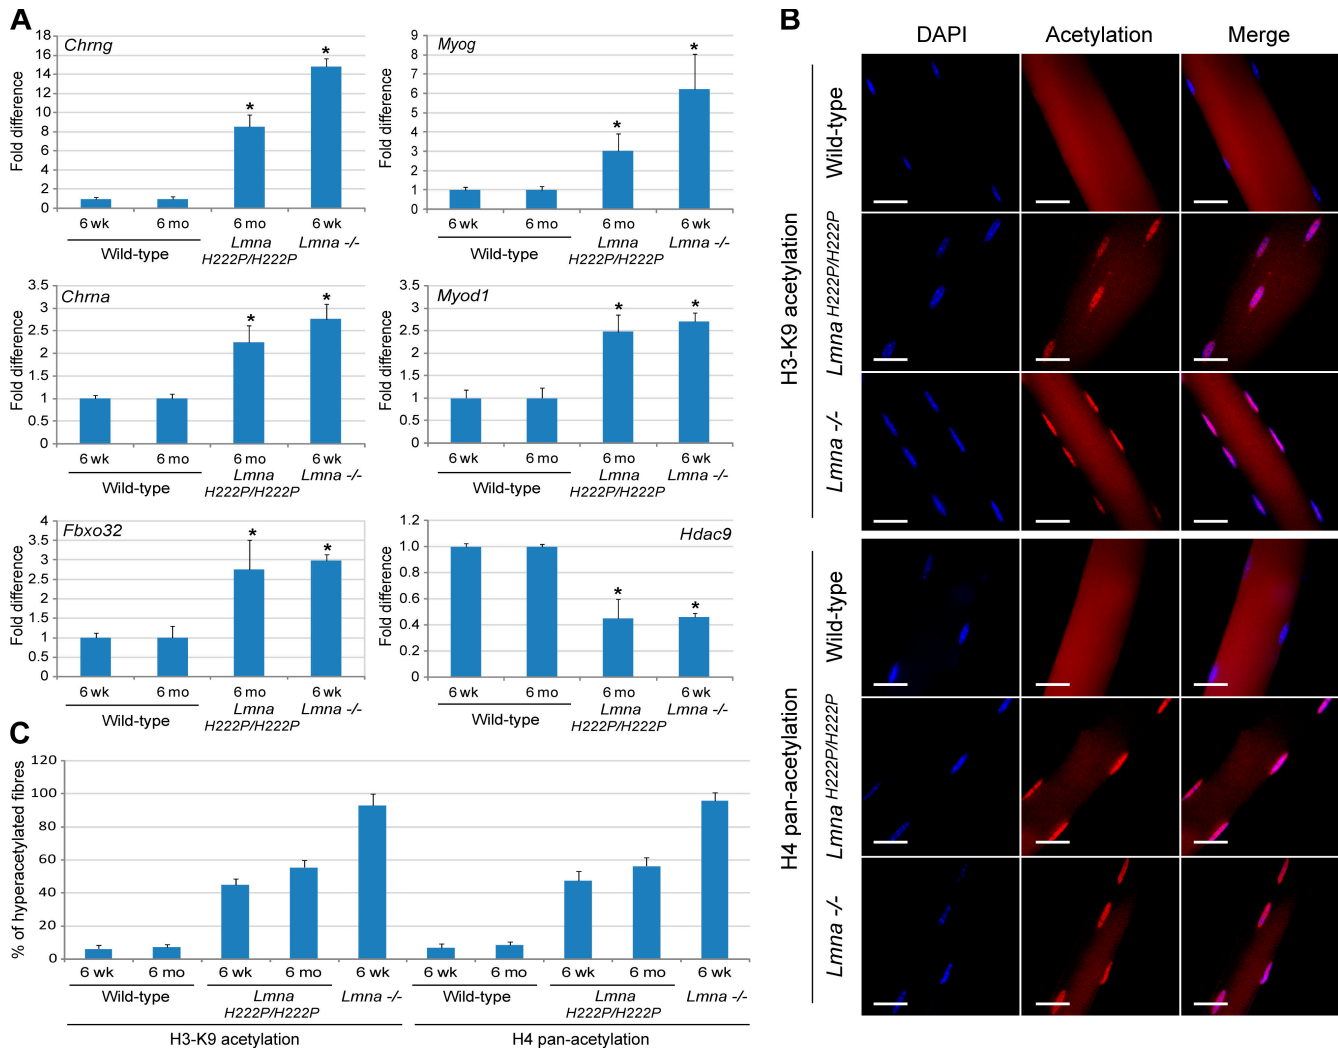 A
Chrng
Fold difference
18
16
14
12
10
8
6
4
2
0
*
*
6 wk 6 mo 6 mo 6 wk
Wild-type
Lmna H222P/H222P
Lmna -/-
Myog
Fold difference
9
8
7
6
5
4
3
2
1
0
*
*
6 wk 6 mo 6 mo 6 wk
Wild-type
Lmna H222P/H222P
Lmna -/-
Chrna
Fold difference
3.5
3
2.5
2
1.5
1
0.5
0
*
*
6 wk 6 mo 6 mo 6 wk
Wild-type
Lmna H222P/H222P
Lmna -/-
Myod1
Fold difference
3.5
3
2.5
2
1.5
1
0.5
0
*
*
6 wk 6 mo 6 mo 6 wk
Wild-type
Lmna H222P/H222P
Lmna -/-
Fbxo32
Fold difference
4
3.5
3
2.5
2
1.5
1
0.5
0
*
*
6 wk 6 mo 6 mo 6 wk
Wild-type
Lmna H222P/H222P
Lmna -/-
Hdac9
Fold difference
1.2
1.0
0.8
0.6
0.4
0.2
0
*
*
6 wk 6 mo 6 mo 6 wk
Wild-type
Lmna H222P/H222P
Lmna -/-
B
DAPI Acetylation Merge
H3-K9 acetylation
Wild-type
Lmna H222P/H222P
Lmna -/-
H4 pan-acetylation
Wild-type
Lmna H222P/H222P
Lmna -/-
C
% of hyperacetylated fibres
120
100
80
60
40
20
0
6 wk 6 mo 6 wk 6 mo 6 wk 6 wk 6 mo 6 wk 6 mo 6 wk
Wild-type
Lmna H222P/H222P
Lmna -/-
Wild-type
Lmna H222P/H222P
Lmna -/-
H3-K9 acetylation
H4 pan-acetylation